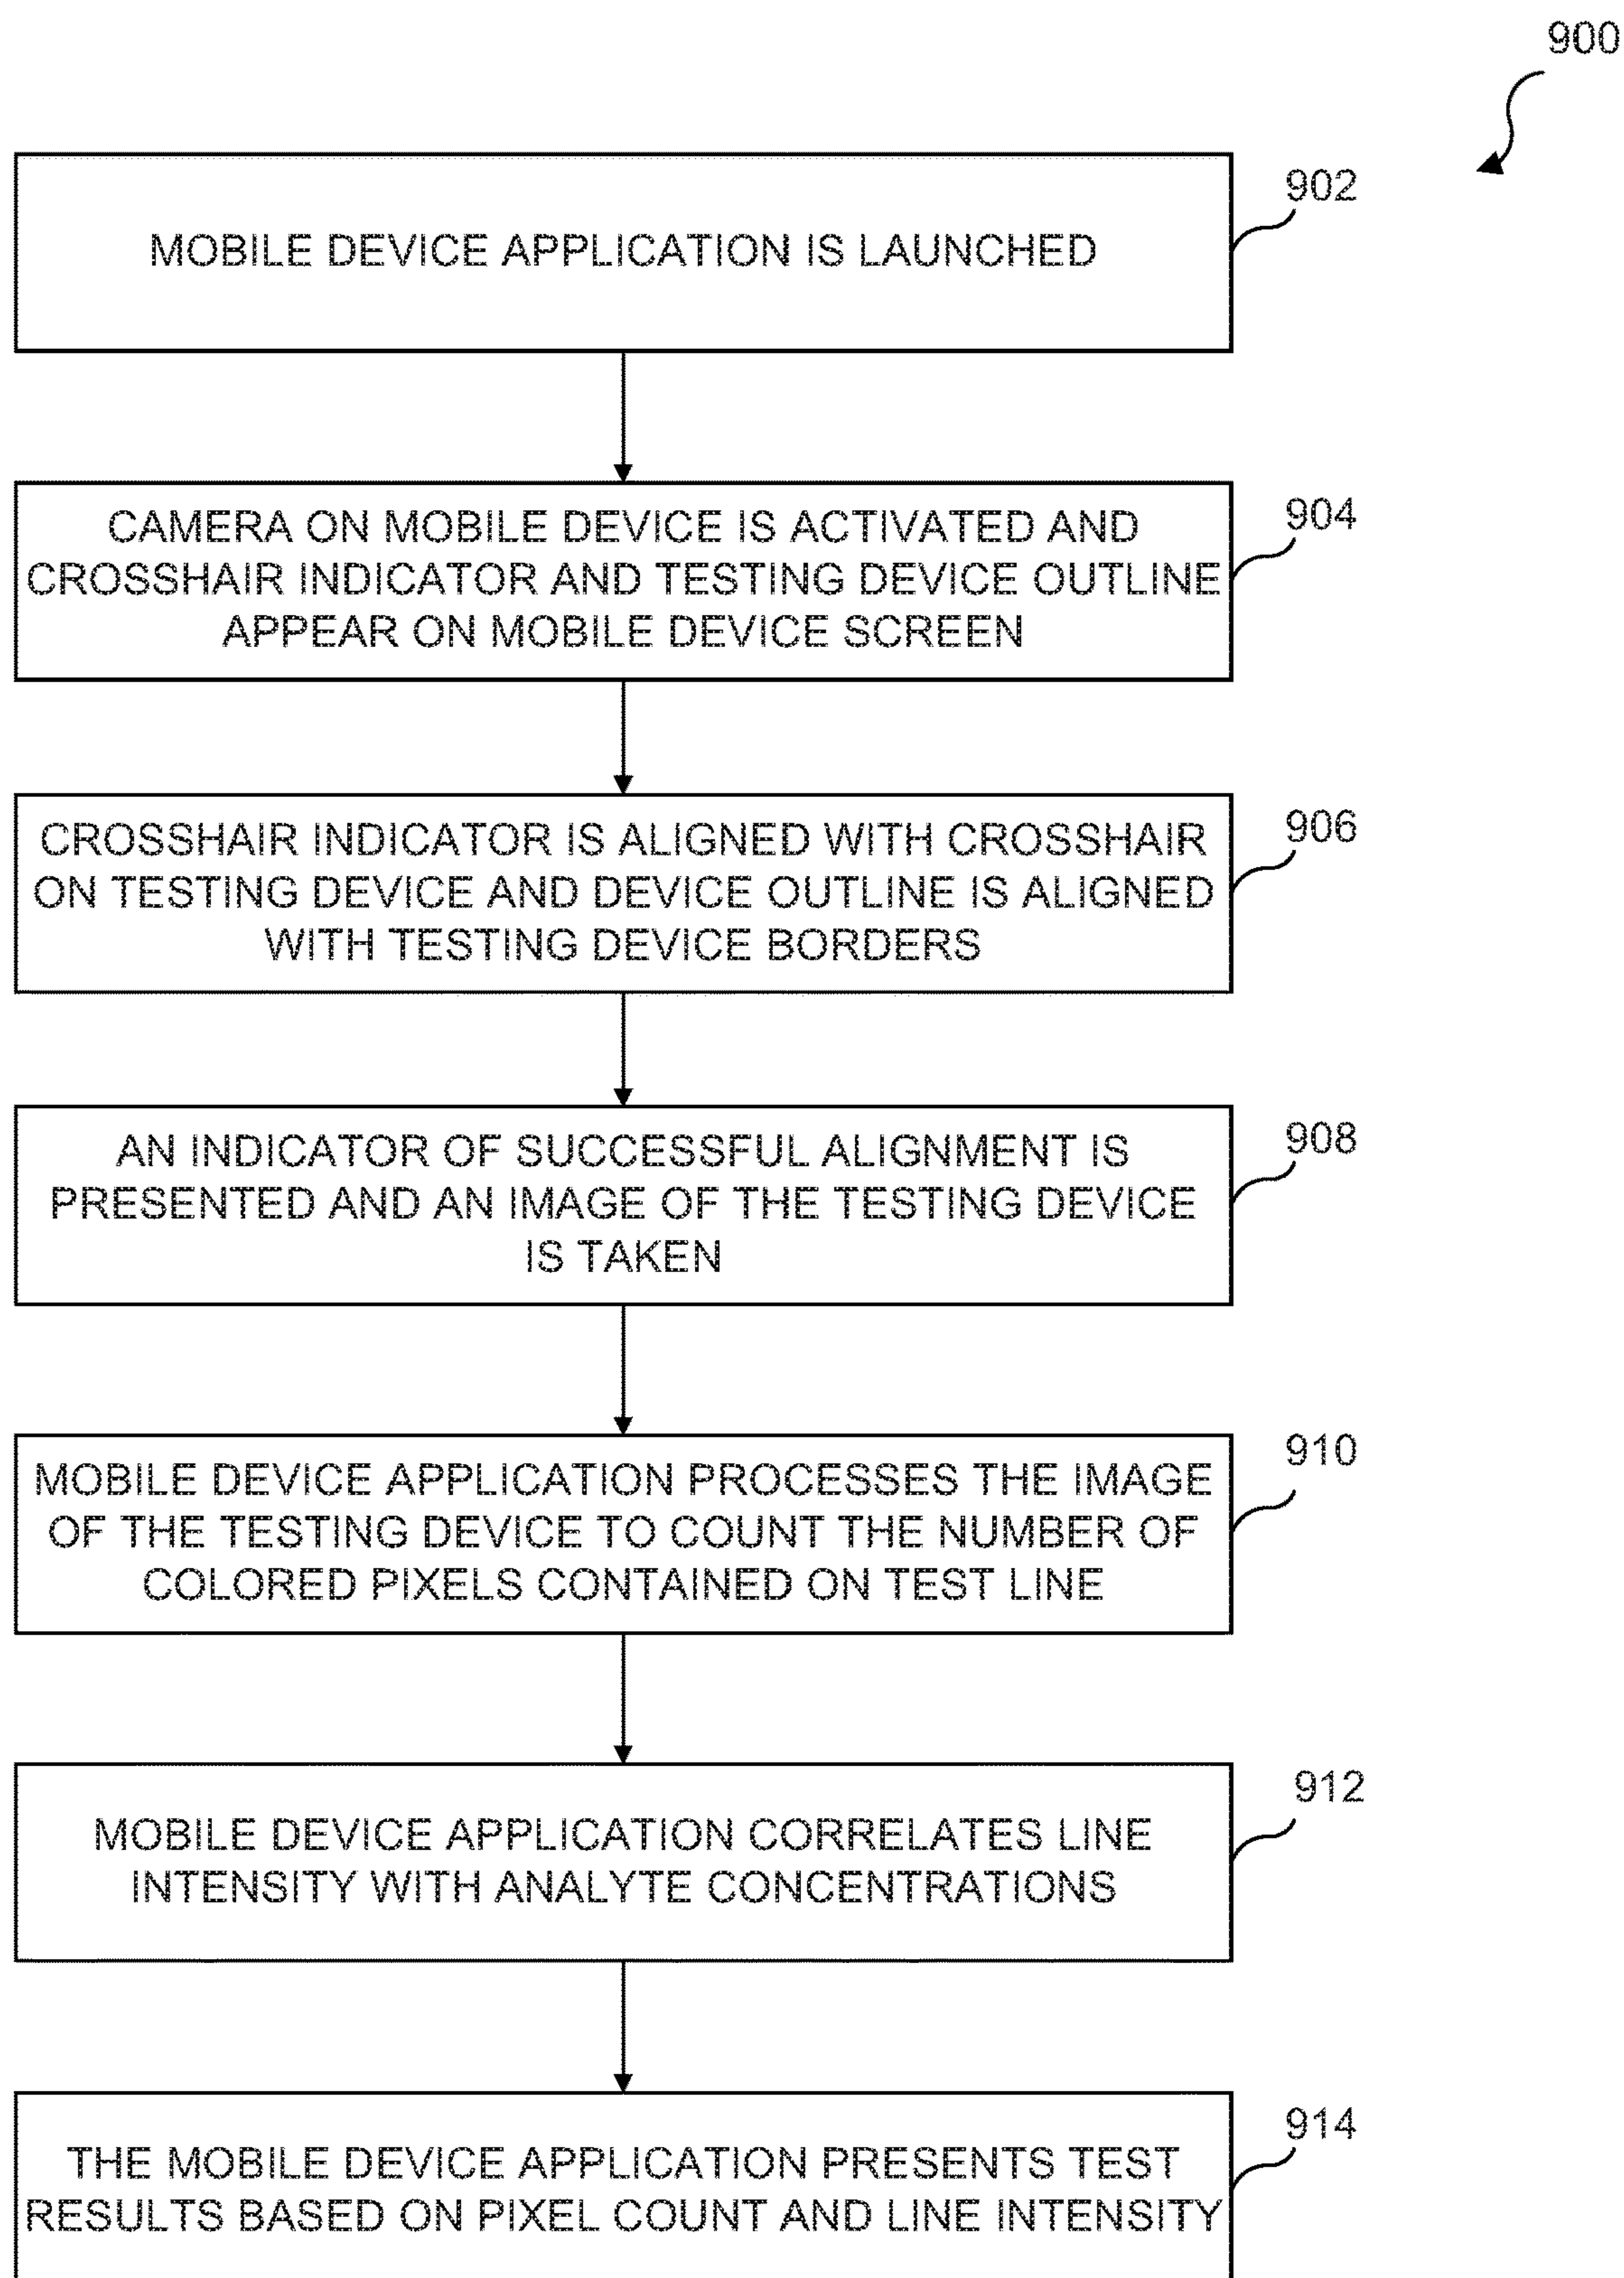 900
902
MOBILE DEVICE APPLICATION IS LAUNCHED
904
CAMERA ON MOBILE DEVICE IS ACTIVATED AND
CROSSHAIR INDICATOR AND TESTING DEVICE OUTLINE
APPEAR ON MOBILE DEVICE SCREEN
906
CROSSHAIR INDICATOR IS ALIGNED WITH CROSSHAIR
ON TESTING DEVICE AND DEVICE OUTLINE IS ALIGNED
WITH TESTING DEVICE BORDERS
908
AN INDICATOR OF SUCCESSFUL ALIGNMENT IS
PRESENTED AND AN IMAGE OF THE TESTING DEVICE
IS TAKEN
910
MOBILE DEVICE APPLICATION PROCESSES THE IMAGE
OF THE TESTING DEVICE TO COUNT THE NUMBER OF
COLORED PIXELS CONTAINED ON TEST LINE
912
MOBILE DEVICE APPLICATION CORRELATES LINE
INTENSITY WITH ANALYTE CONCENTRATIONS
914
THE MOBILE DEVICE APPLICATION PRESENTS TEST
RESULTS BASED ON PIXEL COUNT AND LINE INTENSITY